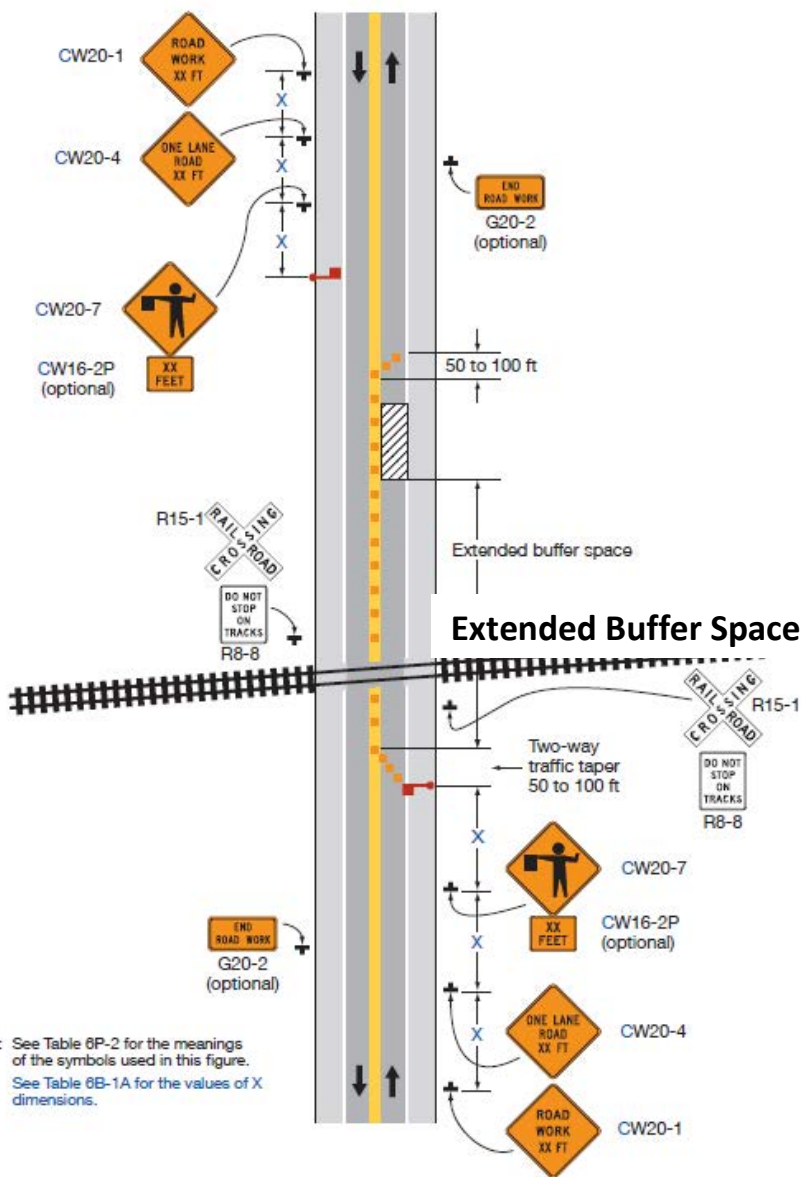 ROAD
WORK
XX FT
CW20-1
X
ONE LANE
ROAD
XX FT
CW20-4
X
END
ROAD WORK
G20-2
(optional)
X
CW20-7
XX
FEET
CW16-2P
(optional)
50 to 100 ft
R15-1
RAIL ROAD
CROSSING
Extended buffer space
DO NOT
STOP
ON
TRACKS
R8-8
Extended Buffer Space
RAIL ROAD
CROSSING
R15-1
Two-way
traffic taper
50 to 100 ft
DO NOT
STOP
ON
TRACKS
R8-8
X
CW20-7
XX
FEET
CW16-2P
(optional)
X
END
ROAD WORK
G20-2
(optional)
ONE LANE
ROAD
XX FT
CW20-4
X
: See Table 6P-2 for the meanings
of the symbols used in this figure.
See Table 6B-1A for the values of X
dimensions.
ROAD
WORK
XX FT
CW20-1